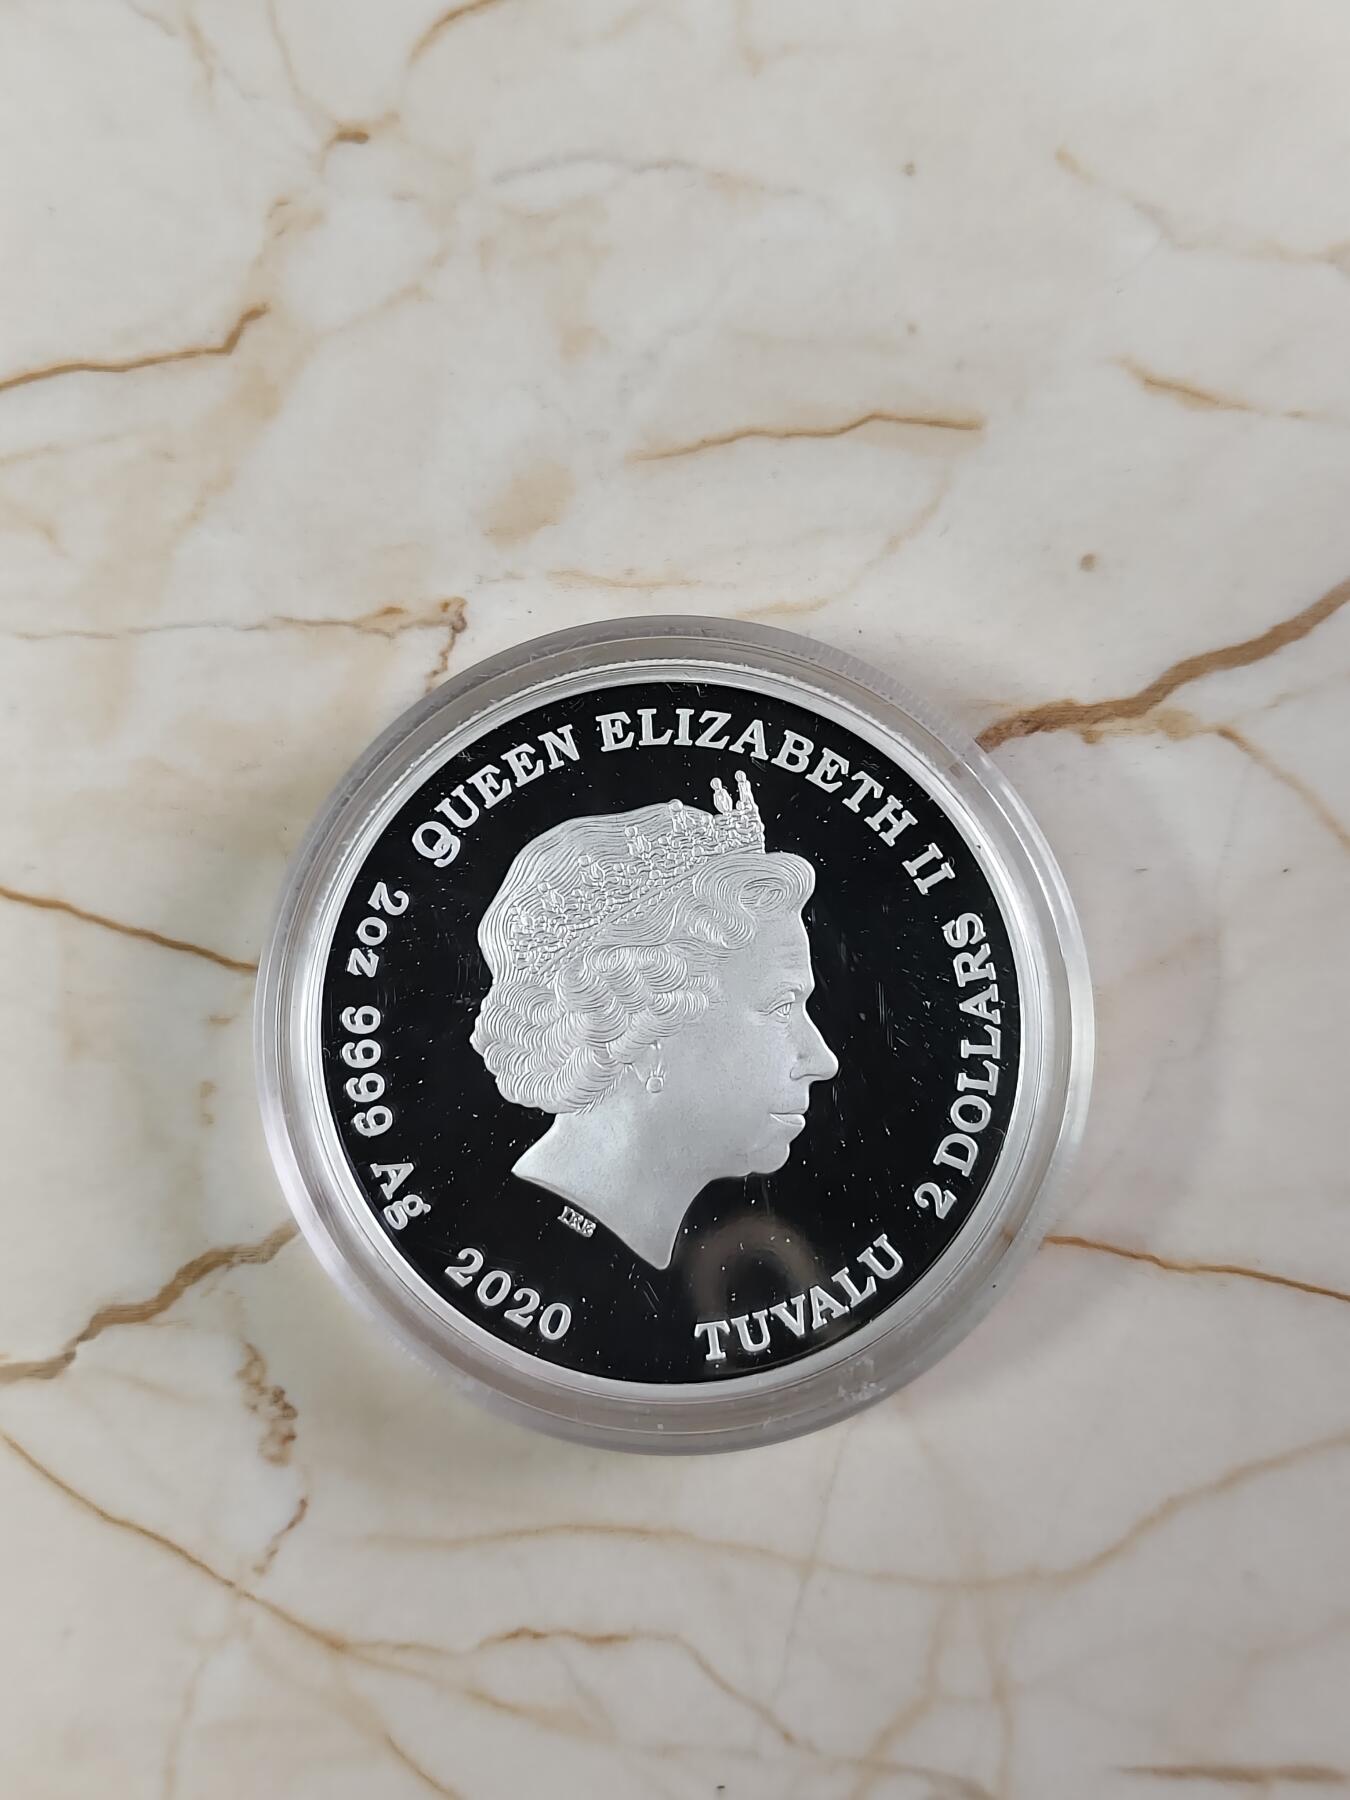 QUEEN ELIZABETH II
2 DOLLARS
TUVALU
2oz 9999 Ag
2020
IRB